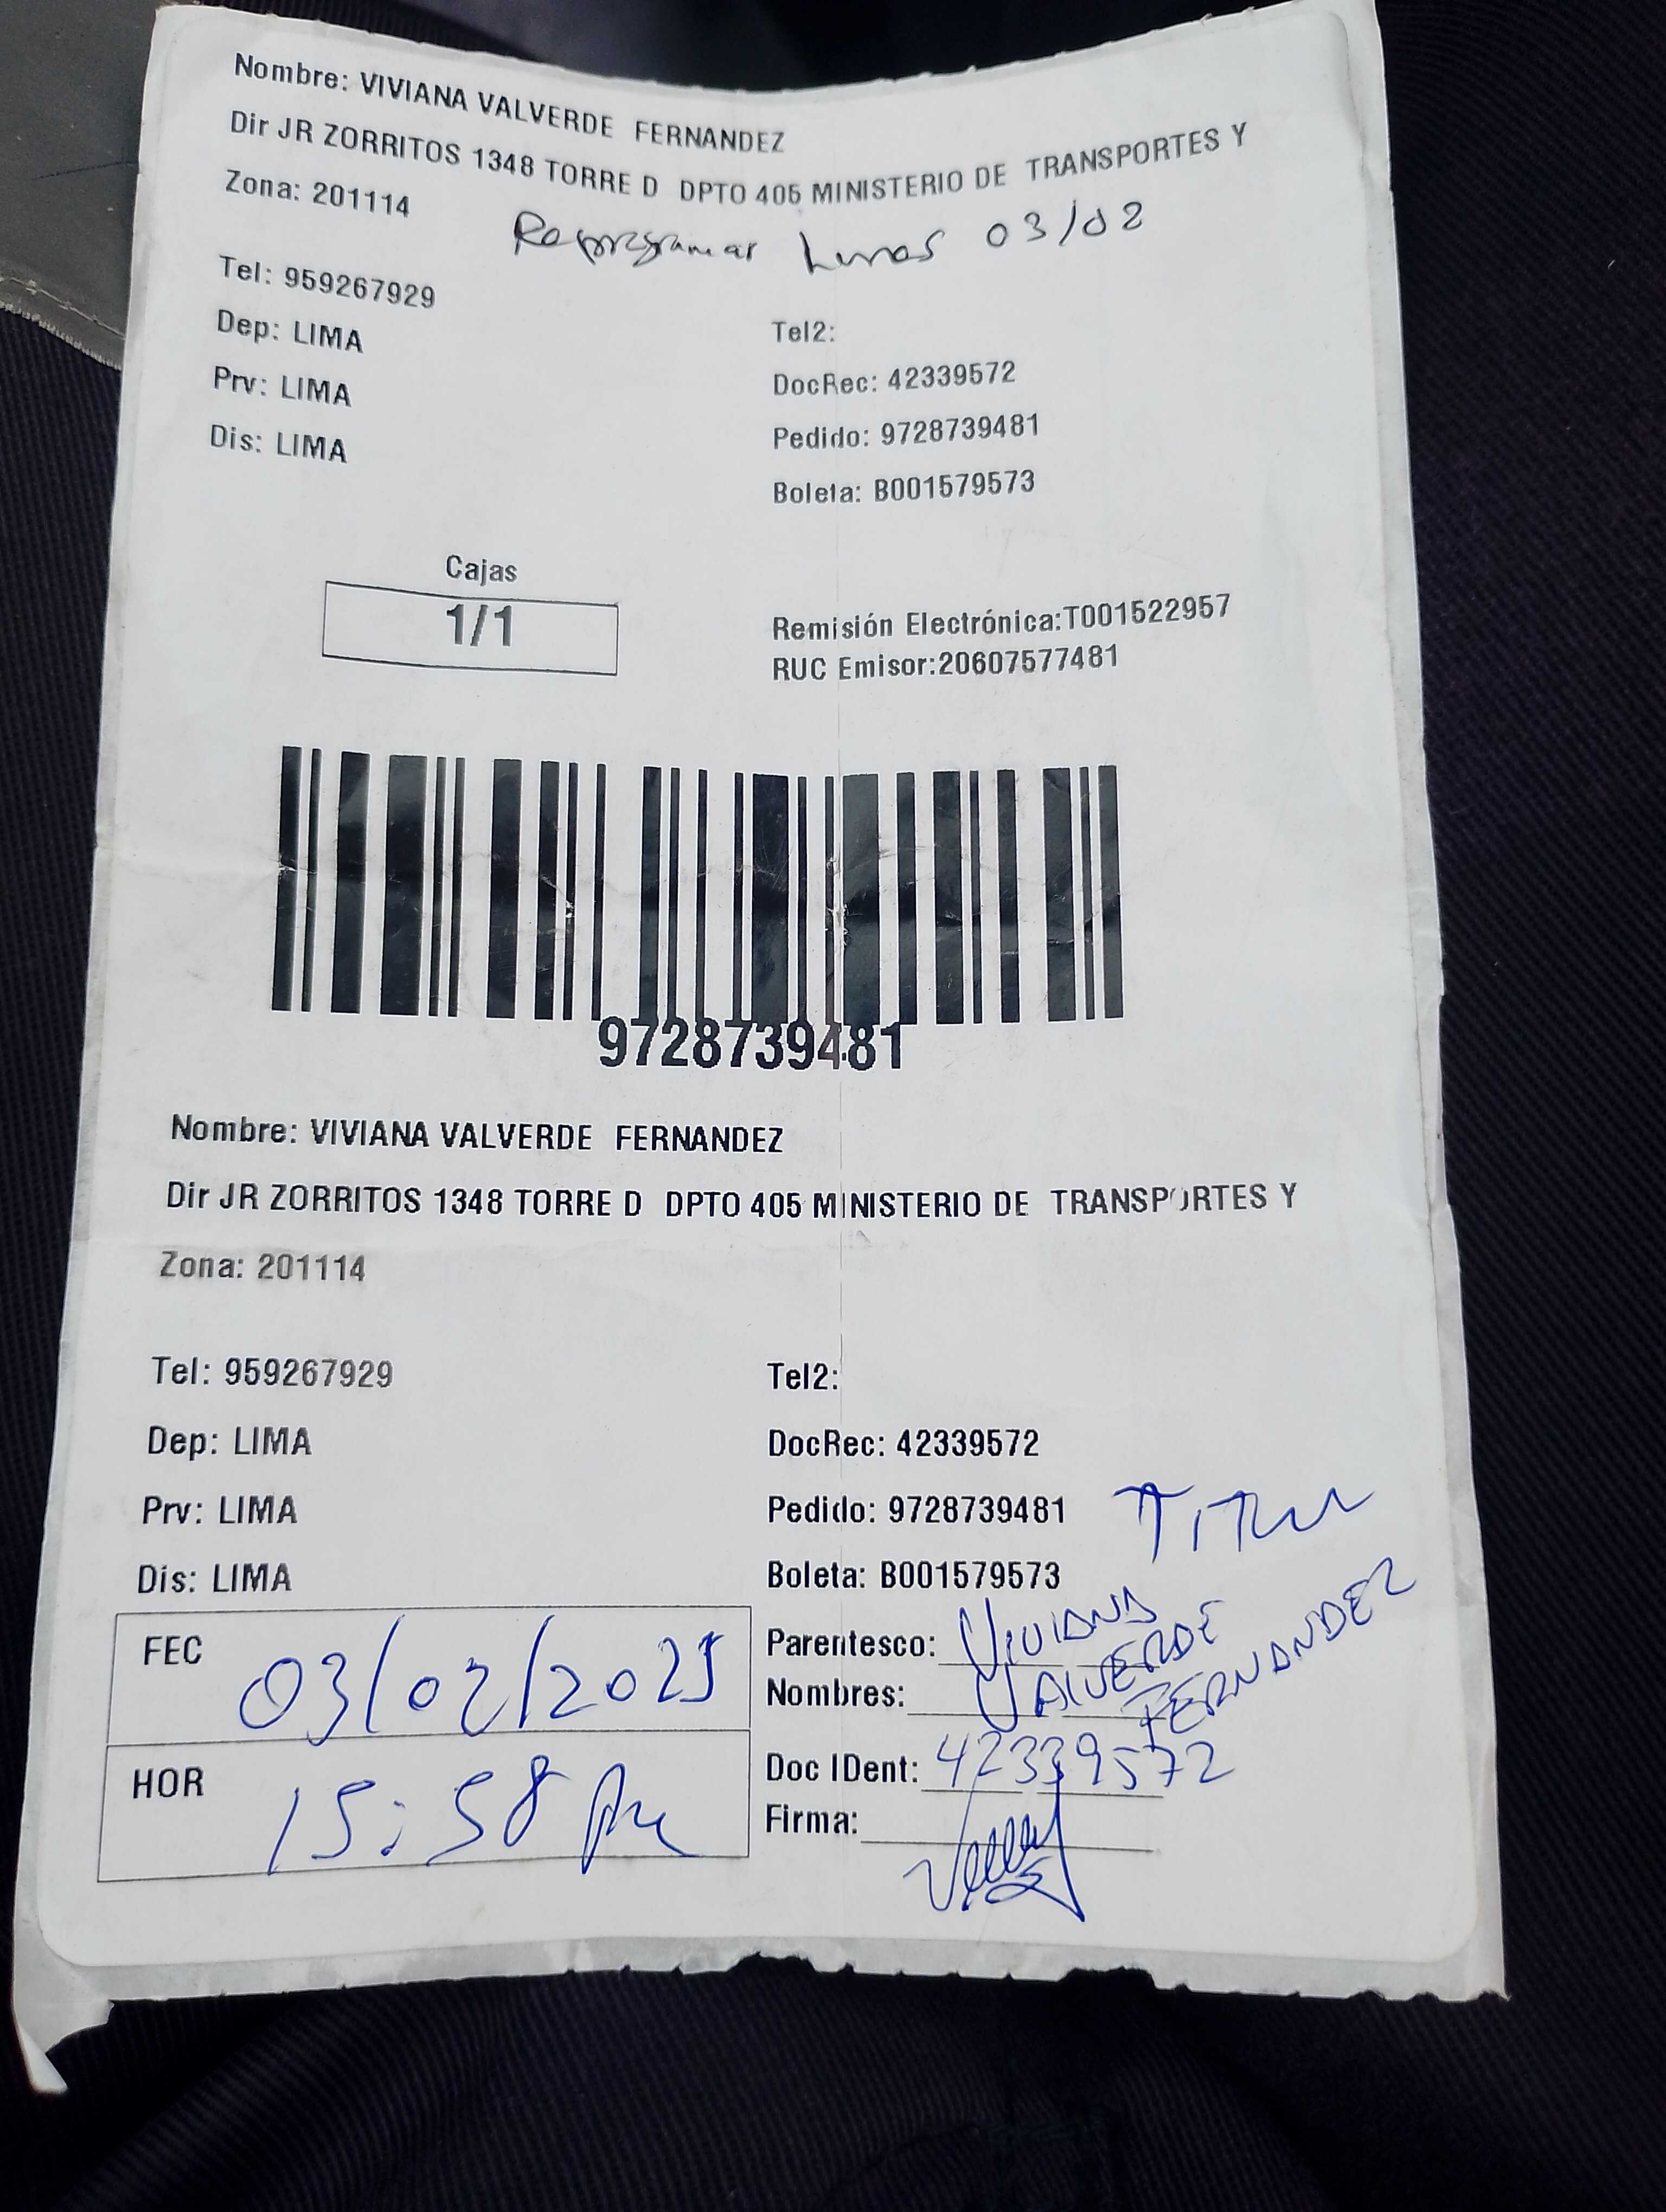 Nombre: VIVIANA VALVERDE FERNANDEZ
Dir JR ZORRITOS 1348 TORRE D DPTO 405 MINISTERIO DE TRANSPORTES Y
Zona: 201114
Reprogramar Lunes 03/02
Tel: 959267929
Tel2:
Dep: LIMA
DocRec: 42339572
Prv: LIMA
Pedido: 9728739481
Dis: LIMA
Boleta: B001579573
Cajas
1/1
Remisión Electrónica:T001522957
RUC Emisor:20607577481
9728739481
Nombre: VIVIANA VALVERDE FERNANDEZ
Dir JR ZORRITOS 1348 TORRE D DPTO 405 MINISTERIO DE TRANSPORTES Y
Zona: 201114
Tel: 959267929
Tel2:
Dep: LIMA
DocRec: 42339572
Prv: LIMA
Pedido: 9728739481
Dis: LIMA
Boleta: B001579573
FEC 03/02/2025
Parentesco: VIVIANA
Nombres: VALVERDE
FERNANDEZ
HOR 15:58 pm
Doc IDent: 42339572
Firma: